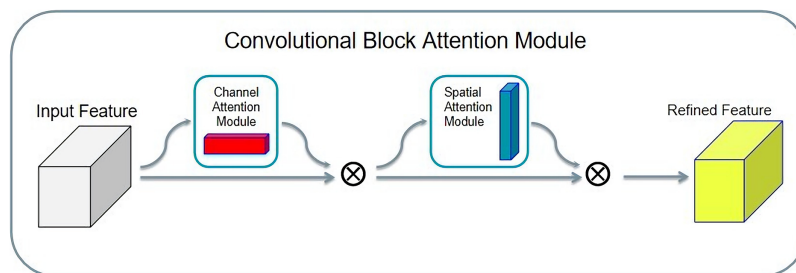 Convolutional Block Attention Module
Input Feature
Channel
Attention
Module
Spatial
Attention
Module
Refined Feature